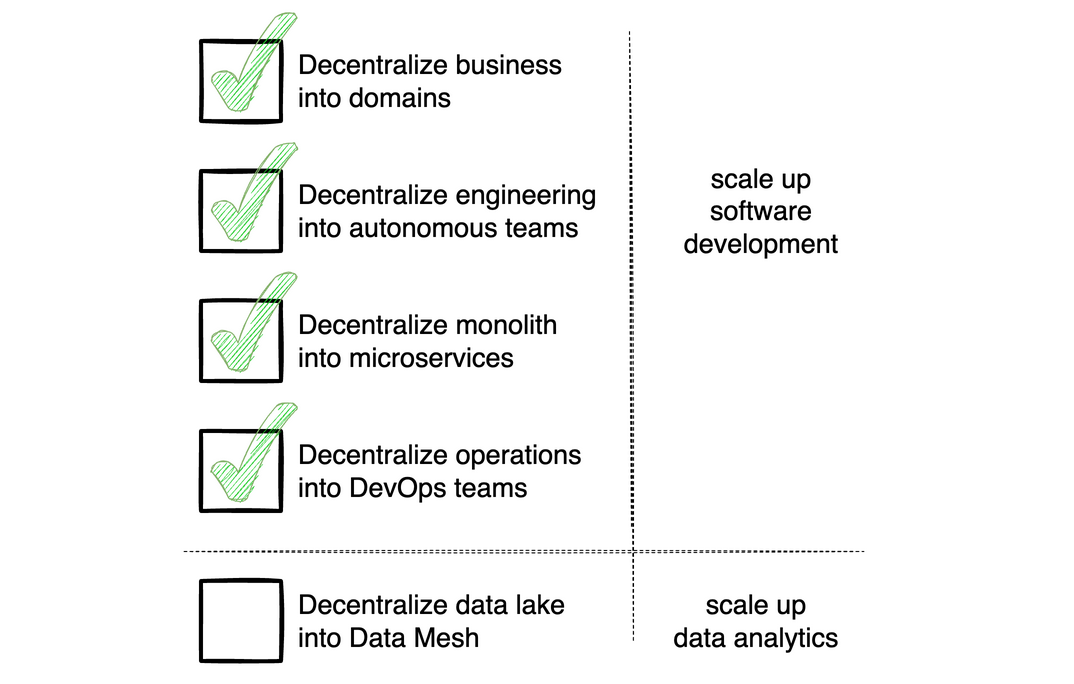 Decentralize business
into domains
Decentralize engineering
into autonomous teams
Decentralize monolith
into microservices
Decentralize operations
into DevOps teams
scale up
software
development
Decentralize data lake
into Data Mesh
scale up
data analytics